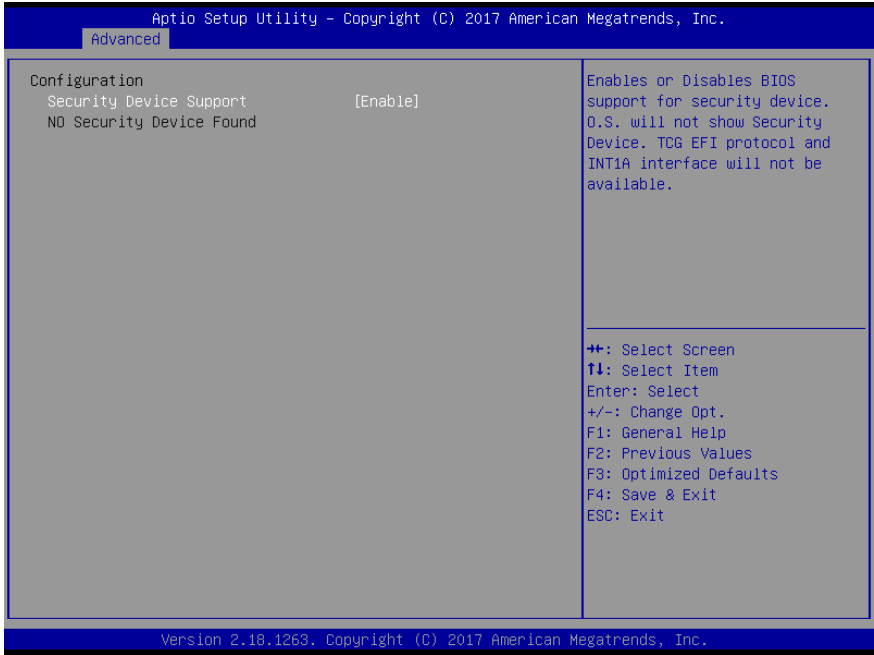 Aptio Setup Utility – Copyright (C) 2017 American Megatrends, Inc.
Advanced
Configuration
Security Device Support [Enable]
NO Security Device Found
Enables or Disables BIOS
support for security device.
O.S. will not show Security
Device. TCG EFI protocol and
INT1A interface will not be
available.
→←: Select Screen
↑↓: Select Item
Enter: Select
+/-: Change Opt.
F1: General Help
F2: Previous Values
F3: Optimized Defaults
F4: Save & Exit
ESC: Exit
Version 2.18.1263. Copyright (C) 2017 American Megatrends, Inc.